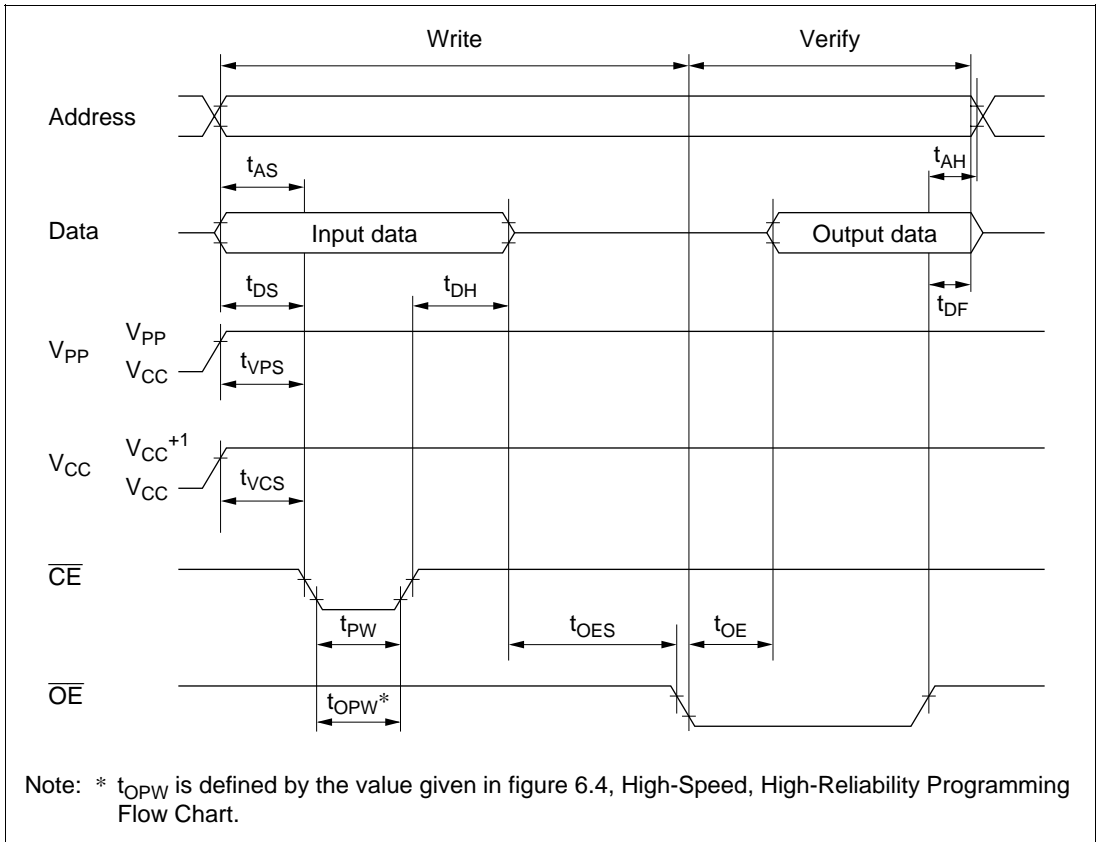 Write Verify
Address
tAS
tAH
Data
Input data
Output data
tDS
tDH
tDF
VPP
VPP
VCC
tVPS
VCC
VCC+1
VCC
tVCS
CE
tPW
tOES
tOE
OE
tOPW*
Note: * tOPW is defined by the value given in figure 6.4, High-Speed, High-Reliability Programming
Flow Chart.